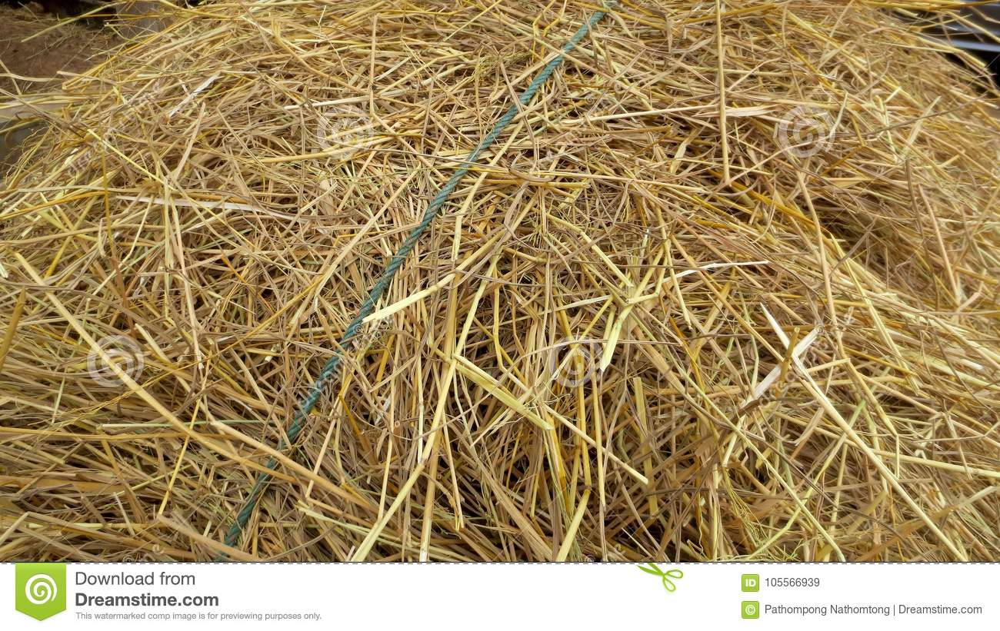 Download from
Dreamstime.com
This watermarked comp image is for previewing purposes only.
ID 105566939
© Pathompong Nathomtong | Dreamstime.com